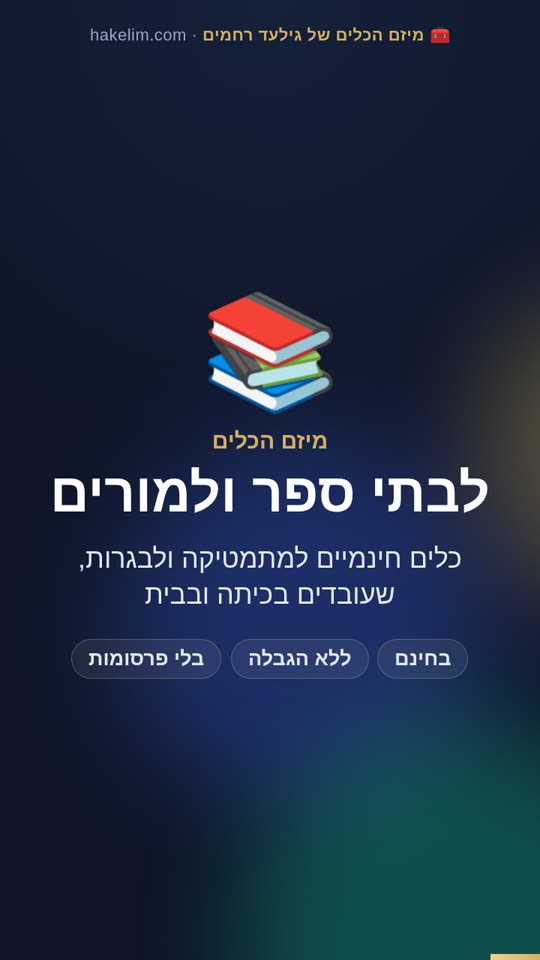 🧰 מיזם הכלים של גילעד רחמים · hakelim.com
מיזם הכלים
לבתי ספר ולמורים
כלים חינמיים למתמטיקה ולבגרות,
שעובדים בכיתה ובבית
בחינם
ללא הגבלה
בלי פרסומות